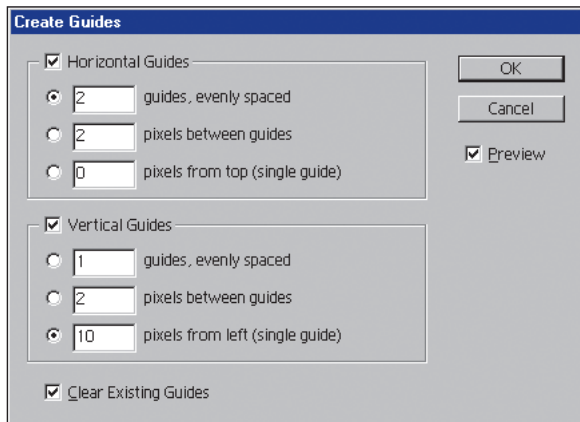 Create Guides
Horizontal Guides
2 guides, evenly spaced
2 pixels between guides
0 pixels from top (single guide)
OK
Cancel
Preview
Vertical Guides
1 guides, evenly spaced
2 pixels between guides
10 pixels from left (single guide)
Clear Existing Guides